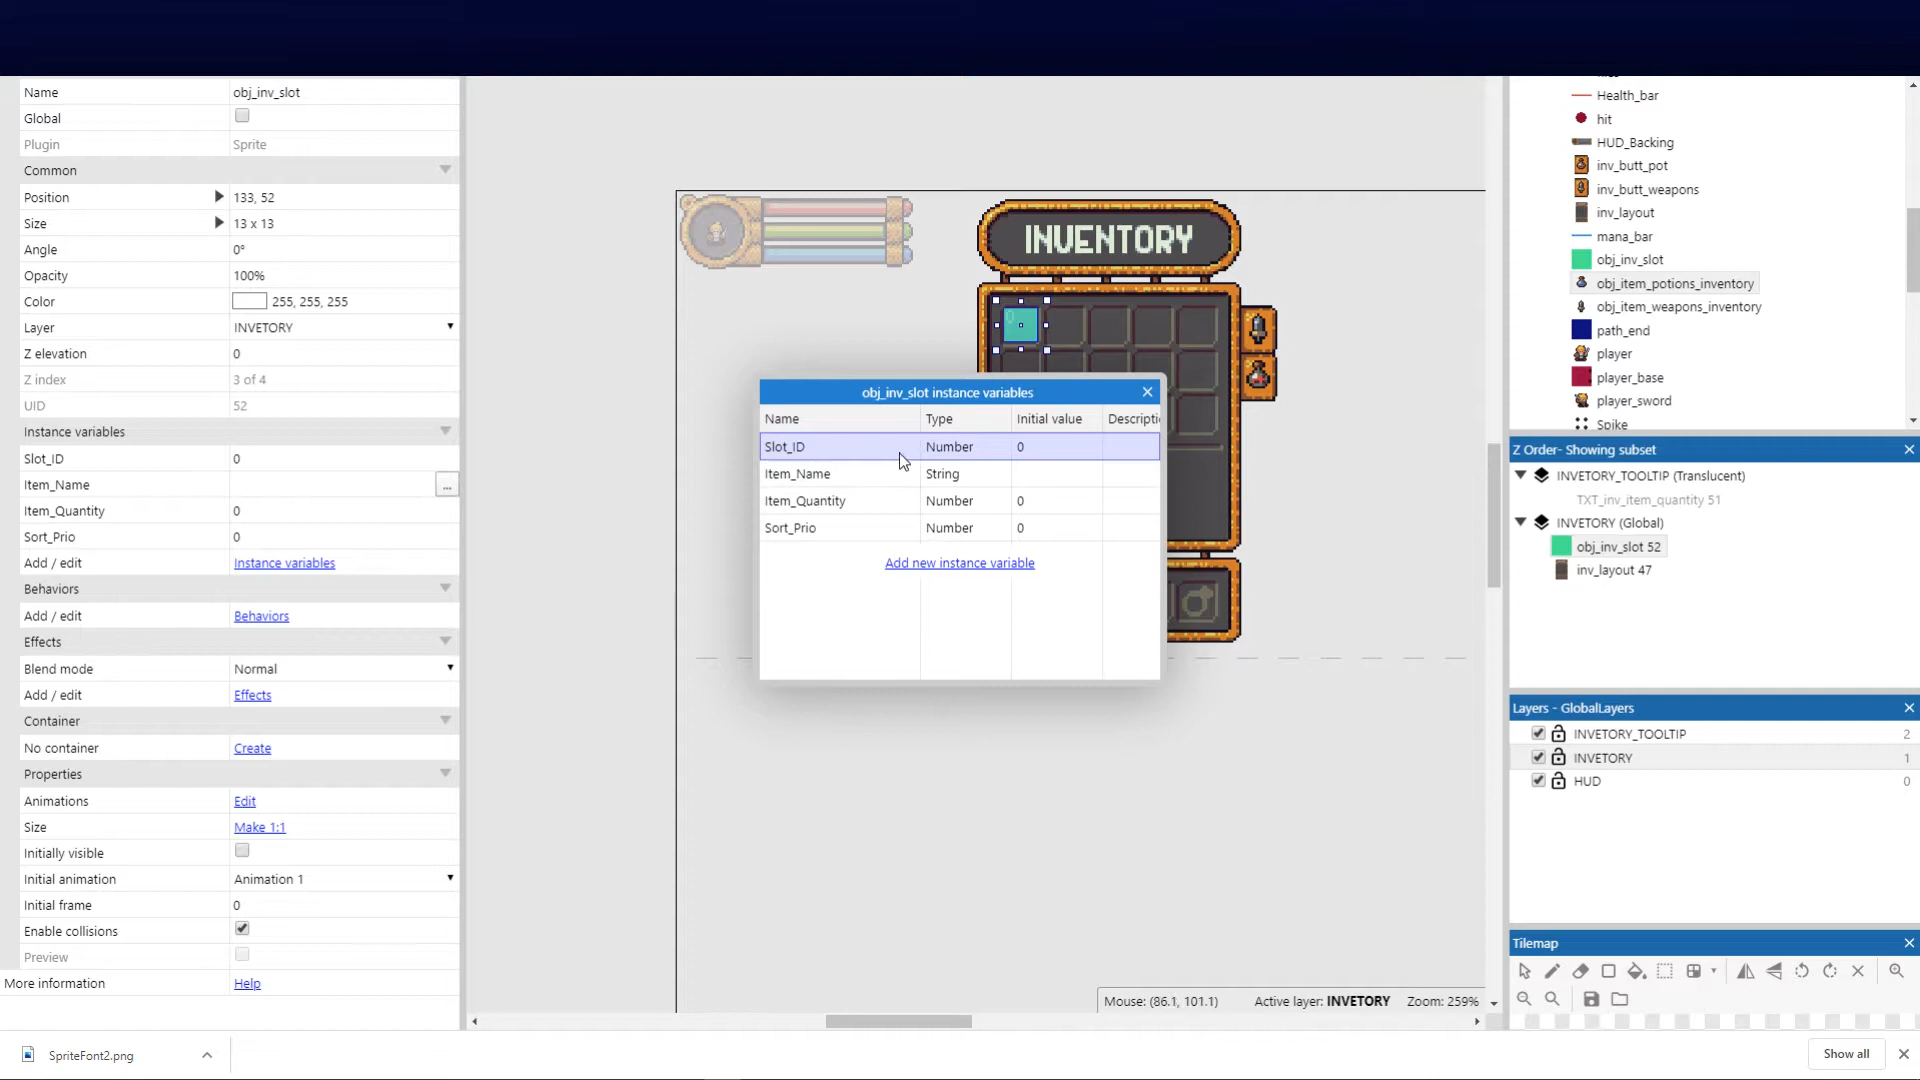 Name obj_inv_slot
Global
Plugin Sprite
Common
Position 133, 52
Size 13 x 13
Angle 0°
Opacity 100%
Color 255, 255, 255
Layer INVETORY
Z elevation 0
Z index 3 of 4
UID 52
Instance variables
Slot_ID 0
Item_Name ...
Item_Quantity 0
Sort_Prio 0
Add / edit Instance variables
Behaviors
Add / edit Behaviors
Effects
Blend mode Normal
Add / edit Effects
Container
No container Create
Properties
Animations Edit
Size Make 1:1
Initially visible
Initial animation Animation 1
Initial frame 0
Enable collisions
Preview
More information Help
INVENTORY
0
obj_inv_slot instance variables
Name Type Initial value Descripti
Slot_ID Number 0
Item_Name String
Item_Quantity Number 0
Sort_Prio Number 0
Add new instance variable
Mouse: (86.1, 101.1) Active layer: INVETORY Zoom: 259%
Health_bar
hit
HUD_Backing
inv_butt_pot
inv_butt_weapons
inv_layout
mana_bar
obj_inv_slot
obj_item_potions_inventory
obj_item_weapons_inventory
path_end
player
player_base
player_sword
Spike
Z Order- Showing subset
INVETORY_TOOLTIP (Translucent)
TXT_inv_item_quantity 51
INVETORY (Global)
obj_inv_slot 52
inv_layout 47
Layers - GlobalLayers
INVETORY_TOOLTIP 2
INVETORY 1
HUD 0
Tilemap
SpriteFont2.png
Show all